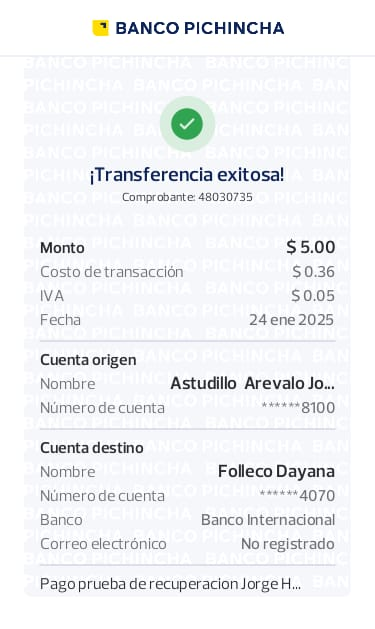 BANCO PICHINCHA
¡Transferencia exitosa!
Comprobante: 48030735
Monto $ 5.00
Costo de transacción $ 0.36
IVA $ 0.05
Fecha 24 ene 2025
Cuenta origen
Nombre Astudillo Arevalo Jo...
Número de cuenta ******8100
Cuenta destino
Nombre Folleco Dayana
Número de cuenta ******4070
Banco Banco Internacional
Correo electrónico No registrado
Pago prueba de recuperacion Jorge H...